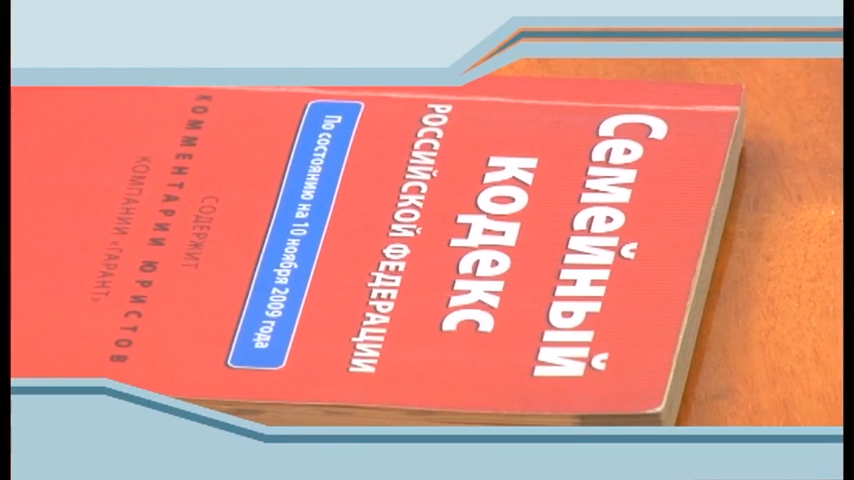 Семейный
кодекс
РОССИЙСКОЙ ФЕДЕРАЦИИ
По состоянию на 10 ноября 2009 года
СОДЕРЖИТ
КОММЕНТАРИИ ЮРИСТОВ
КОМПАНИИ «ГАРАНТ»